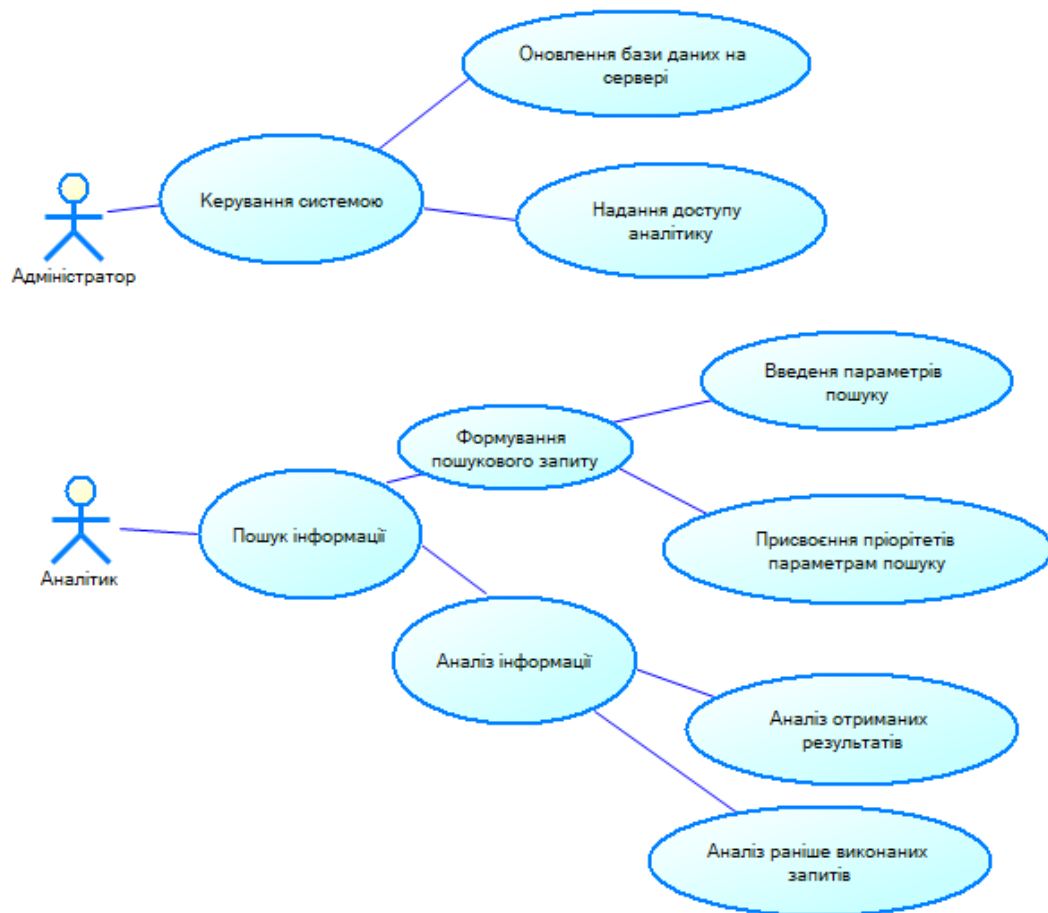 Оновлення бази даних на
сервері
Керування системою
Надання доступу
аналітику
Адміністратор
Введеня параметрів
пошуку
Формування
пошукового запиту
Пошук інформації
Присвоєння пріорітетів
параметрам пошуку
Аналітик
Аналіз інформації
Аналіз отриманих
результатів
Аналіз раніше виконаних
запитів